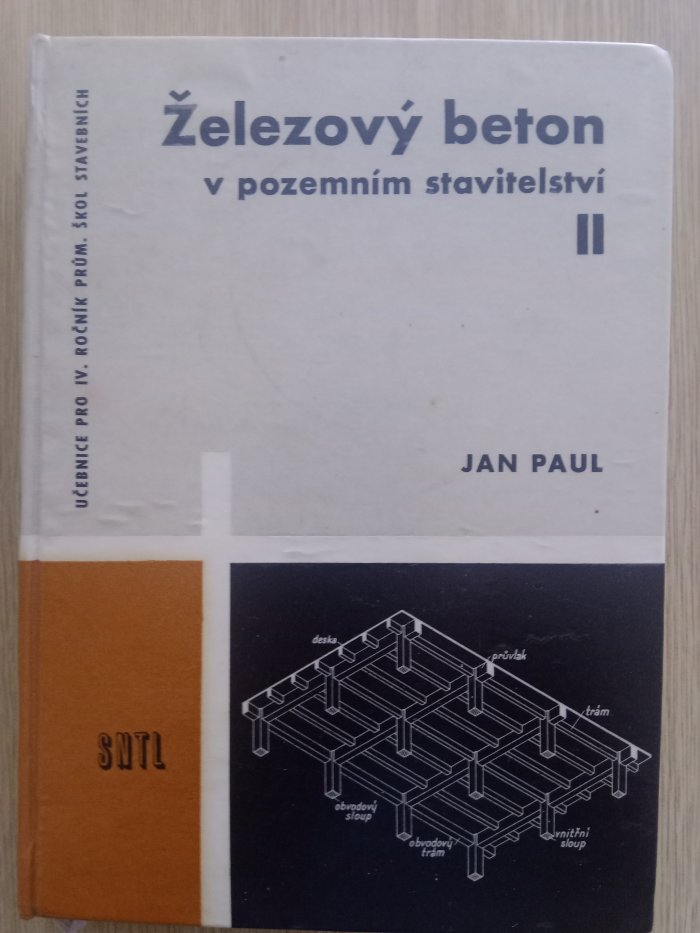 Železový beton
v pozemním stavitelství
II
UČEBNICE PRO IV. ROČNÍK PRŮM. ŠKOL STAVEBNÍCH
JAN PAUL
deska
průvlak
trám
SNTL
obvodový
sloup
obvodový
trám
vnitřní
sloup